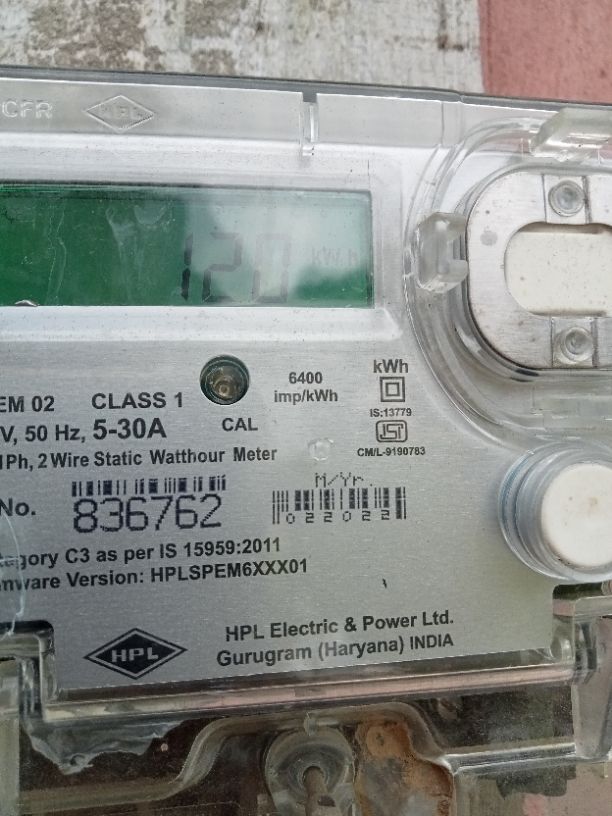 CFR HPL
120 kWh
EM 02 CLASS 1
V, 50 Hz, 5-30A
CAL
6400
imp/kWh
kWh
IS:13779
CM/L-9190783
1Ph, 2 Wire Static Watthour Meter
No. 836762
M/Yr.
022022
egory C3 as per IS 15959:2011
mware Version: HPLSPEM6XXX01
HPL
HPL Electric & Power Ltd.
Gurugram (Haryana) INDIA